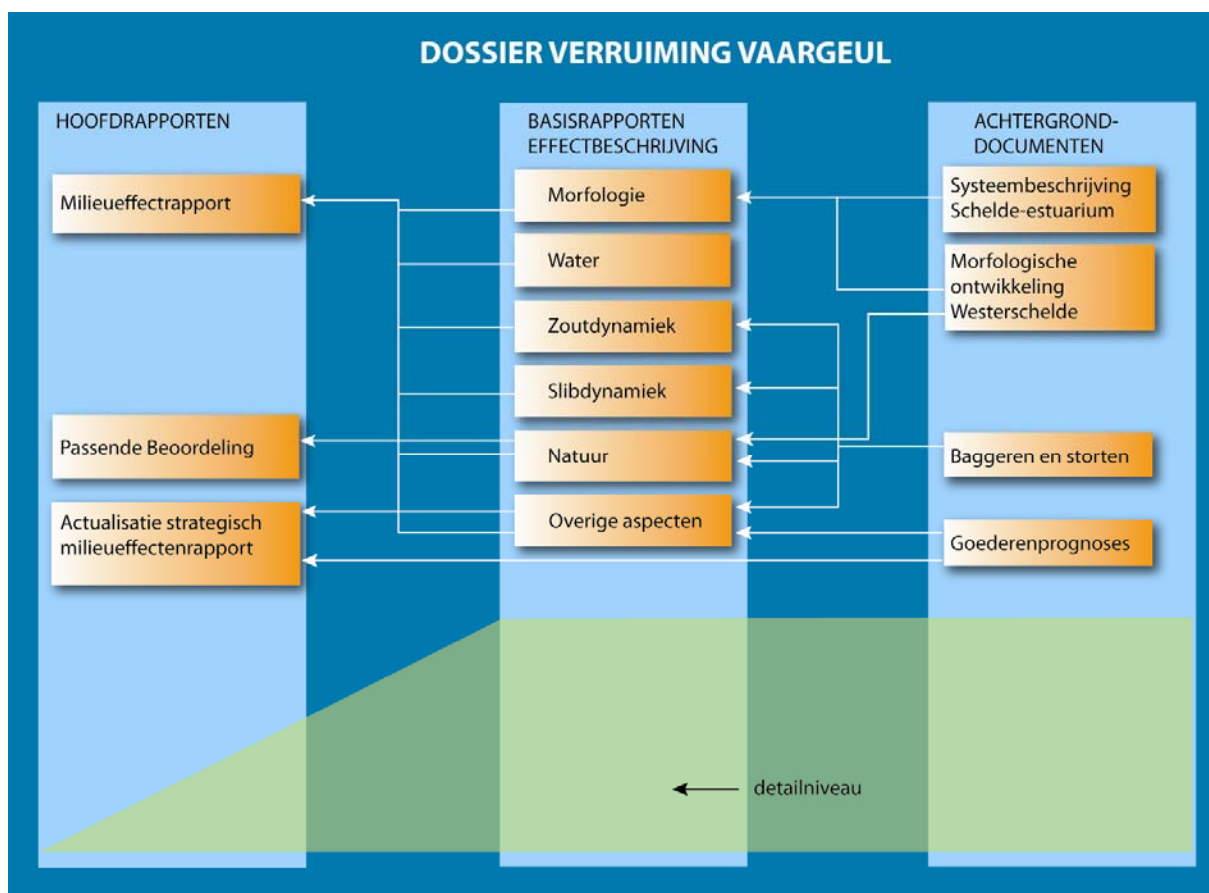 DOSSIER VERRUIMING VAARGEUL
HOOFDRAPPORTEN
Milieueffectrapport
Passende Beoordeling
Actualisatie strategisch
milieueffectenrapport
BASISRAPPORTEN
EFFECTBESCHRIJVING
Morfologie
Water
Zoutdynamiek
Slibdynamiek
Natuur
Overige aspecten
ACHTERGROND-
DOCUMENTEN
Systeembeschrijving
Schelde-estuarium
Morfologische
ontwikkeling
Westerschelde
Baggeren en storten
Goederenprognoses
detailniveau